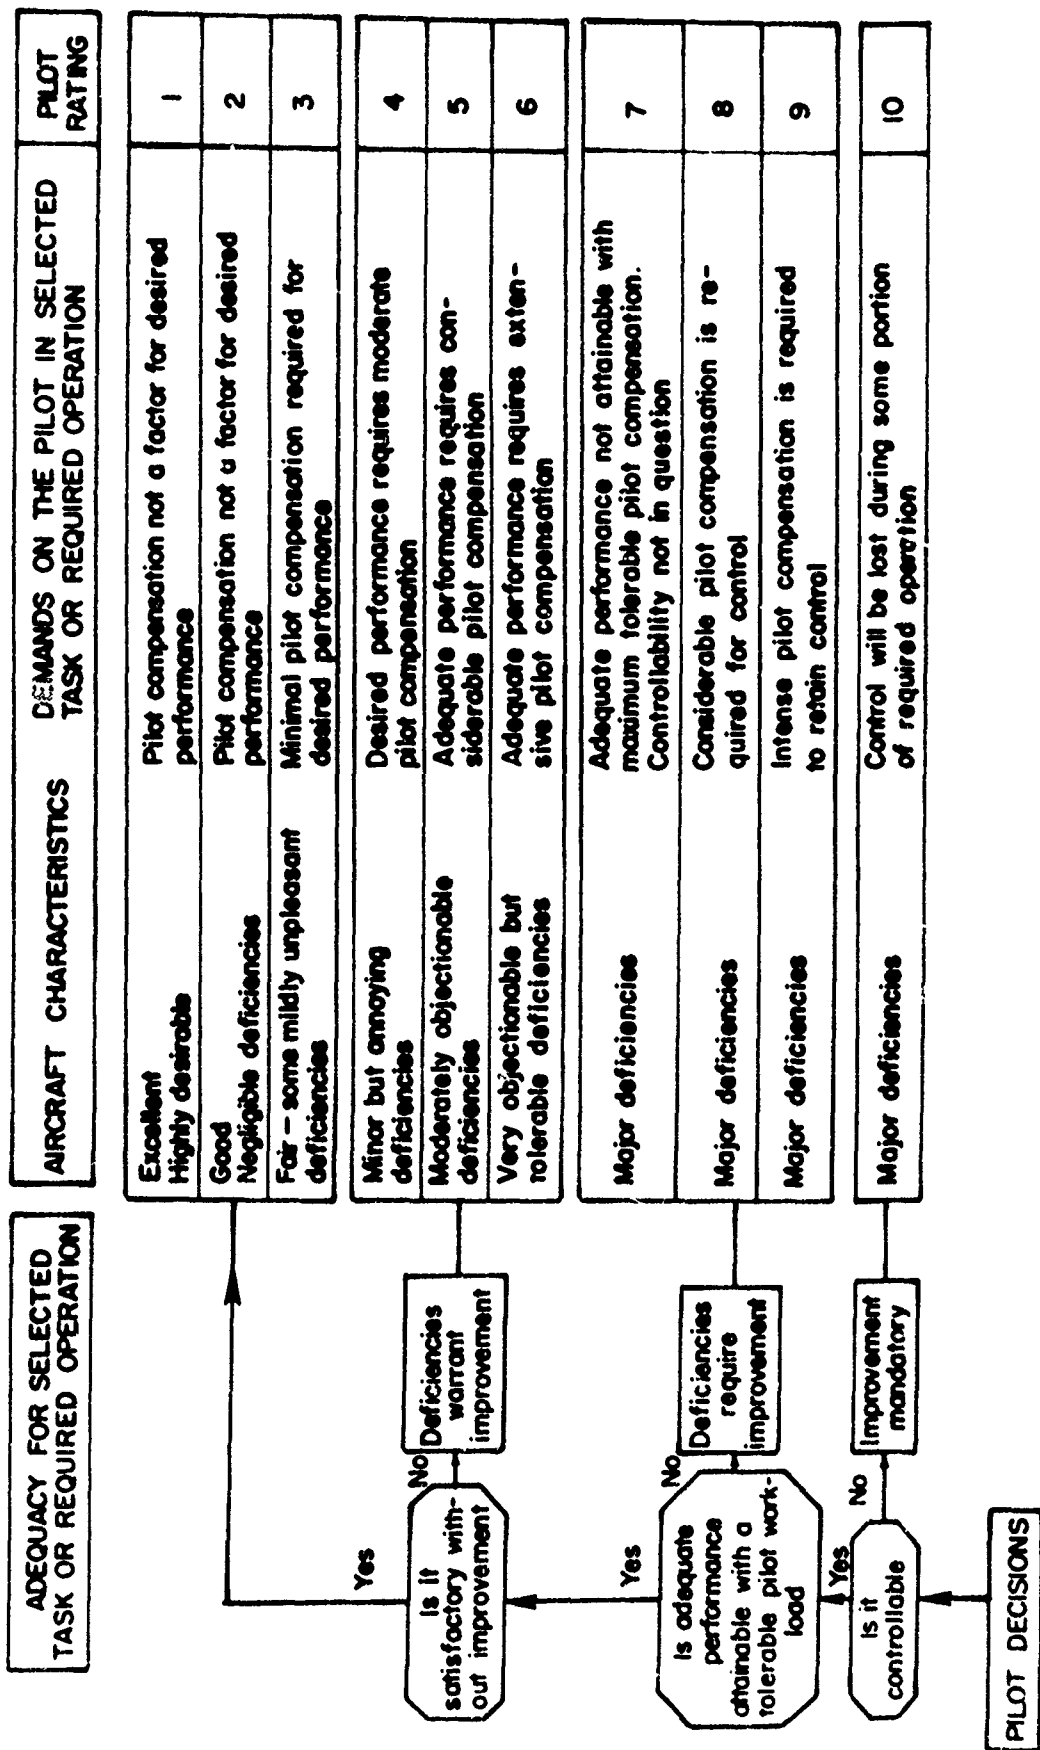 ADEQUACY FOR SELECTED
TASK OR REQUIRED OPERATION
AIRCRAFT CHARACTERISTICS
DEMANDS ON THE PILOT IN SELECTED
TASK OR REQUIRED OPERATION
PILOT
RATING
Excellent
Highly desirable
Pilot compensation not a factor for desired
performance
1
Good
Negligible deficiencies
Pilot compensation not a factor for desired
performance
2
Fair – some mildly unpleasant
deficiencies
Minimal pilot compensation required for
desired performance
3
Yes
Is it
satisfactory with-
out improvement
No
Deficiencies
warrant
improvement
Minor but annoying
deficiencies
Desired performance requires moderate
pilot compensation
4
Moderately objectionable
deficiencies
Adequate performance requires con-
siderable pilot compensation
5
Very objectionable but
tolerable deficiencies
Adequate performance requires exten-
sive pilot compensation
6
Yes
Is adequate
performance
attainable with a
tolerable pilot work-
load
No
Deficiencies
require
improvement
Major deficiencies
Adequate performance not attainable with
maximum tolerable pilot compensation.
Controllability not in question
7
Major deficiencies
Considerable pilot compensation is re-
quired for control
8
Major deficiencies
Intense pilot compensation is required
to retain control
9
Yes
Is it
controllable
No
Improvement
mandatory
Major deficiencies
Control will be lost during some portion
of required operation
10
PILOT DECISIONS